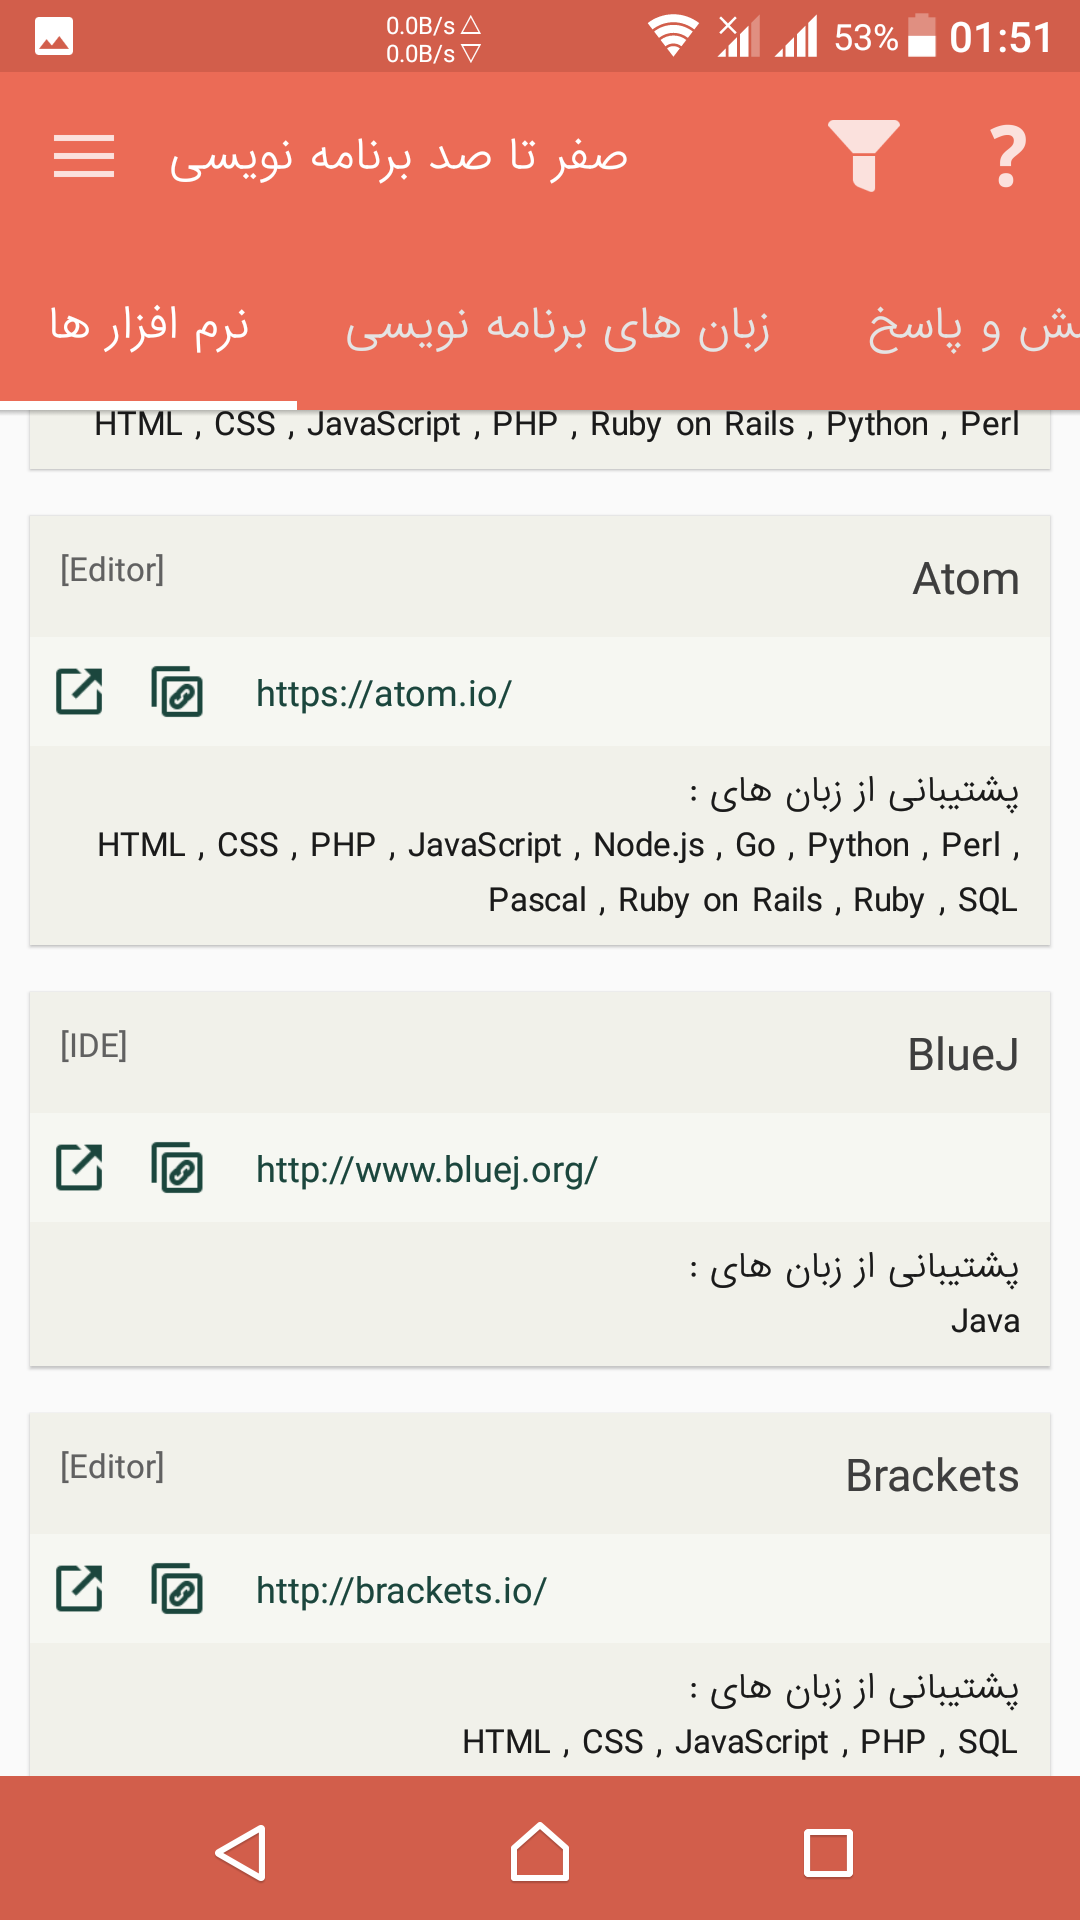 0.0B/s △
0.0B/s ▽
53%
01:51
صفر تا صد برنامه نویسی
?
نرم افزار ها
زبان های برنامه نویسی
ش و پاسخ
HTML , CSS , JavaScript , PHP , Ruby on Rails , Python , Perl
[Editor]
Atom
https://atom.io/
پشتیبانی از زبان های :
HTML , CSS , PHP , JavaScript , Node.js , Go , Python , Perl ,
Pascal , Ruby on Rails , Ruby , SQL
[IDE]
BlueJ
http://www.bluej.org/
پشتیبانی از زبان های :
Java
[Editor]
Brackets
http://brackets.io/
پشتیبانی از زبان های :
HTML , CSS , JavaScript , PHP , SQL